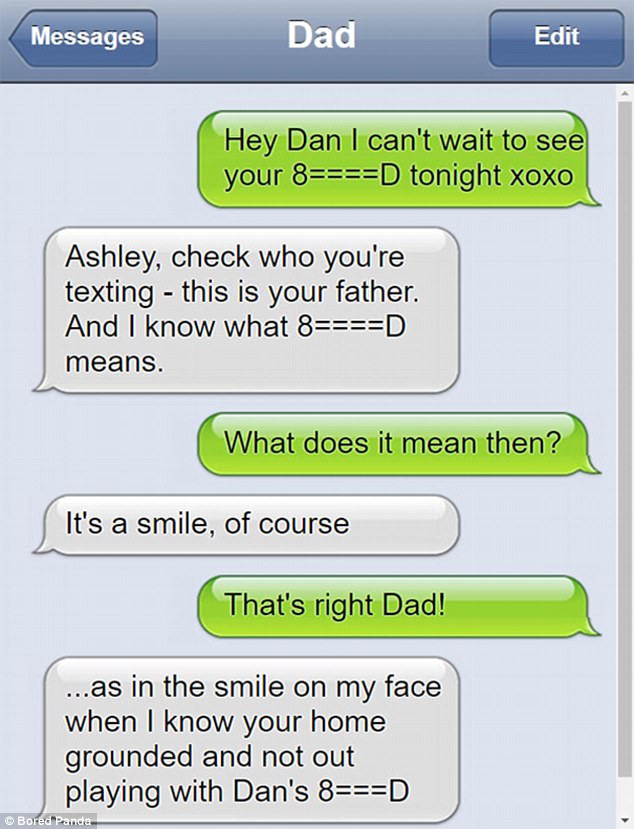 Messages
Dad
Edit
Hey Dan I can't wait to see
your 8====D tonight xoxo
Ashley, check who you're
texting - this is your father.
And I know what 8====D
means.
What does it mean then?
It's a smile, of course
That's right Dad!
...as in the smile on my face
when I know your home
grounded and not out
playing with Dan's 8===D
© Bored Panda